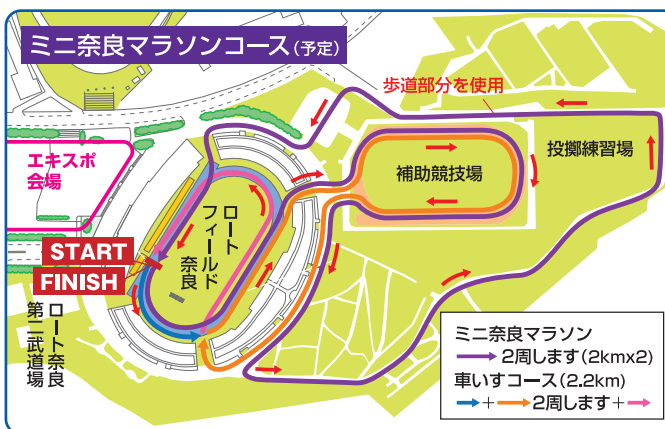 ミニ奈良マラソンコース(予定)
歩道部分を使用
エキスポ
会場
補助競技場
投擲練習場
ロート
フィールド
奈良
START
FINISH
ロート奈良
第二武道場
ミニ奈良マラソン
2周します(2kmx2)
車いすコース(2.2km)
+ 2周します+